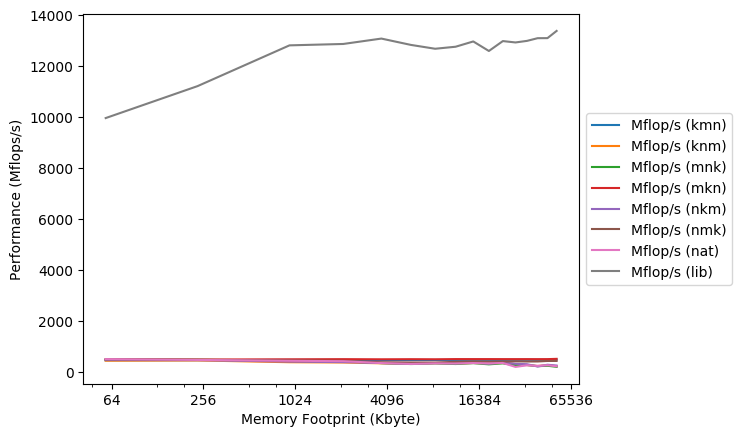 14000
12000
10000
8000
6000
4000
2000
0
Performance (Mflops/s)
64
256
1024
4096
16384
65536
Memory Footprint (Kbyte)
Mflop/s (kmn)
Mflop/s (knm)
Mflop/s (mnk)
Mflop/s (mkn)
Mflop/s (nkm)
Mflop/s (nmk)
Mflop/s (nat)
Mflop/s (lib)